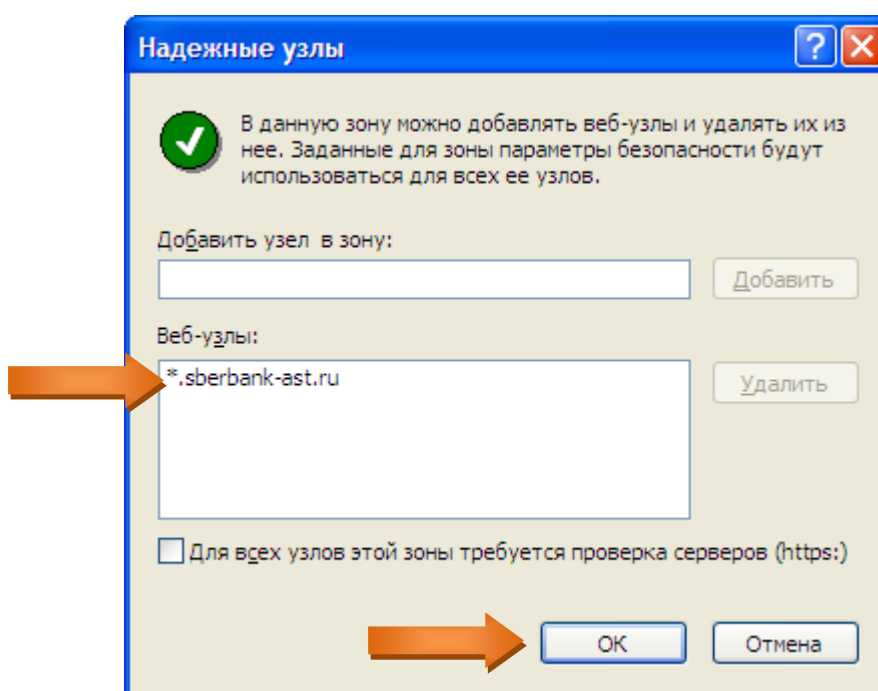 Надежные узлы
В данную зону можно добавлять веб-узлы и удалять их из
нее. Заданные для зоны параметры безопасности будут
использоваться для всех ее узлов.
Добавить узел в зону:
Добавить
Веб-узлы:
*.sberbank-ast.ru
Удалить
Для всех узлов этой зоны требуется проверка серверов (https:)
ОК
Отмена